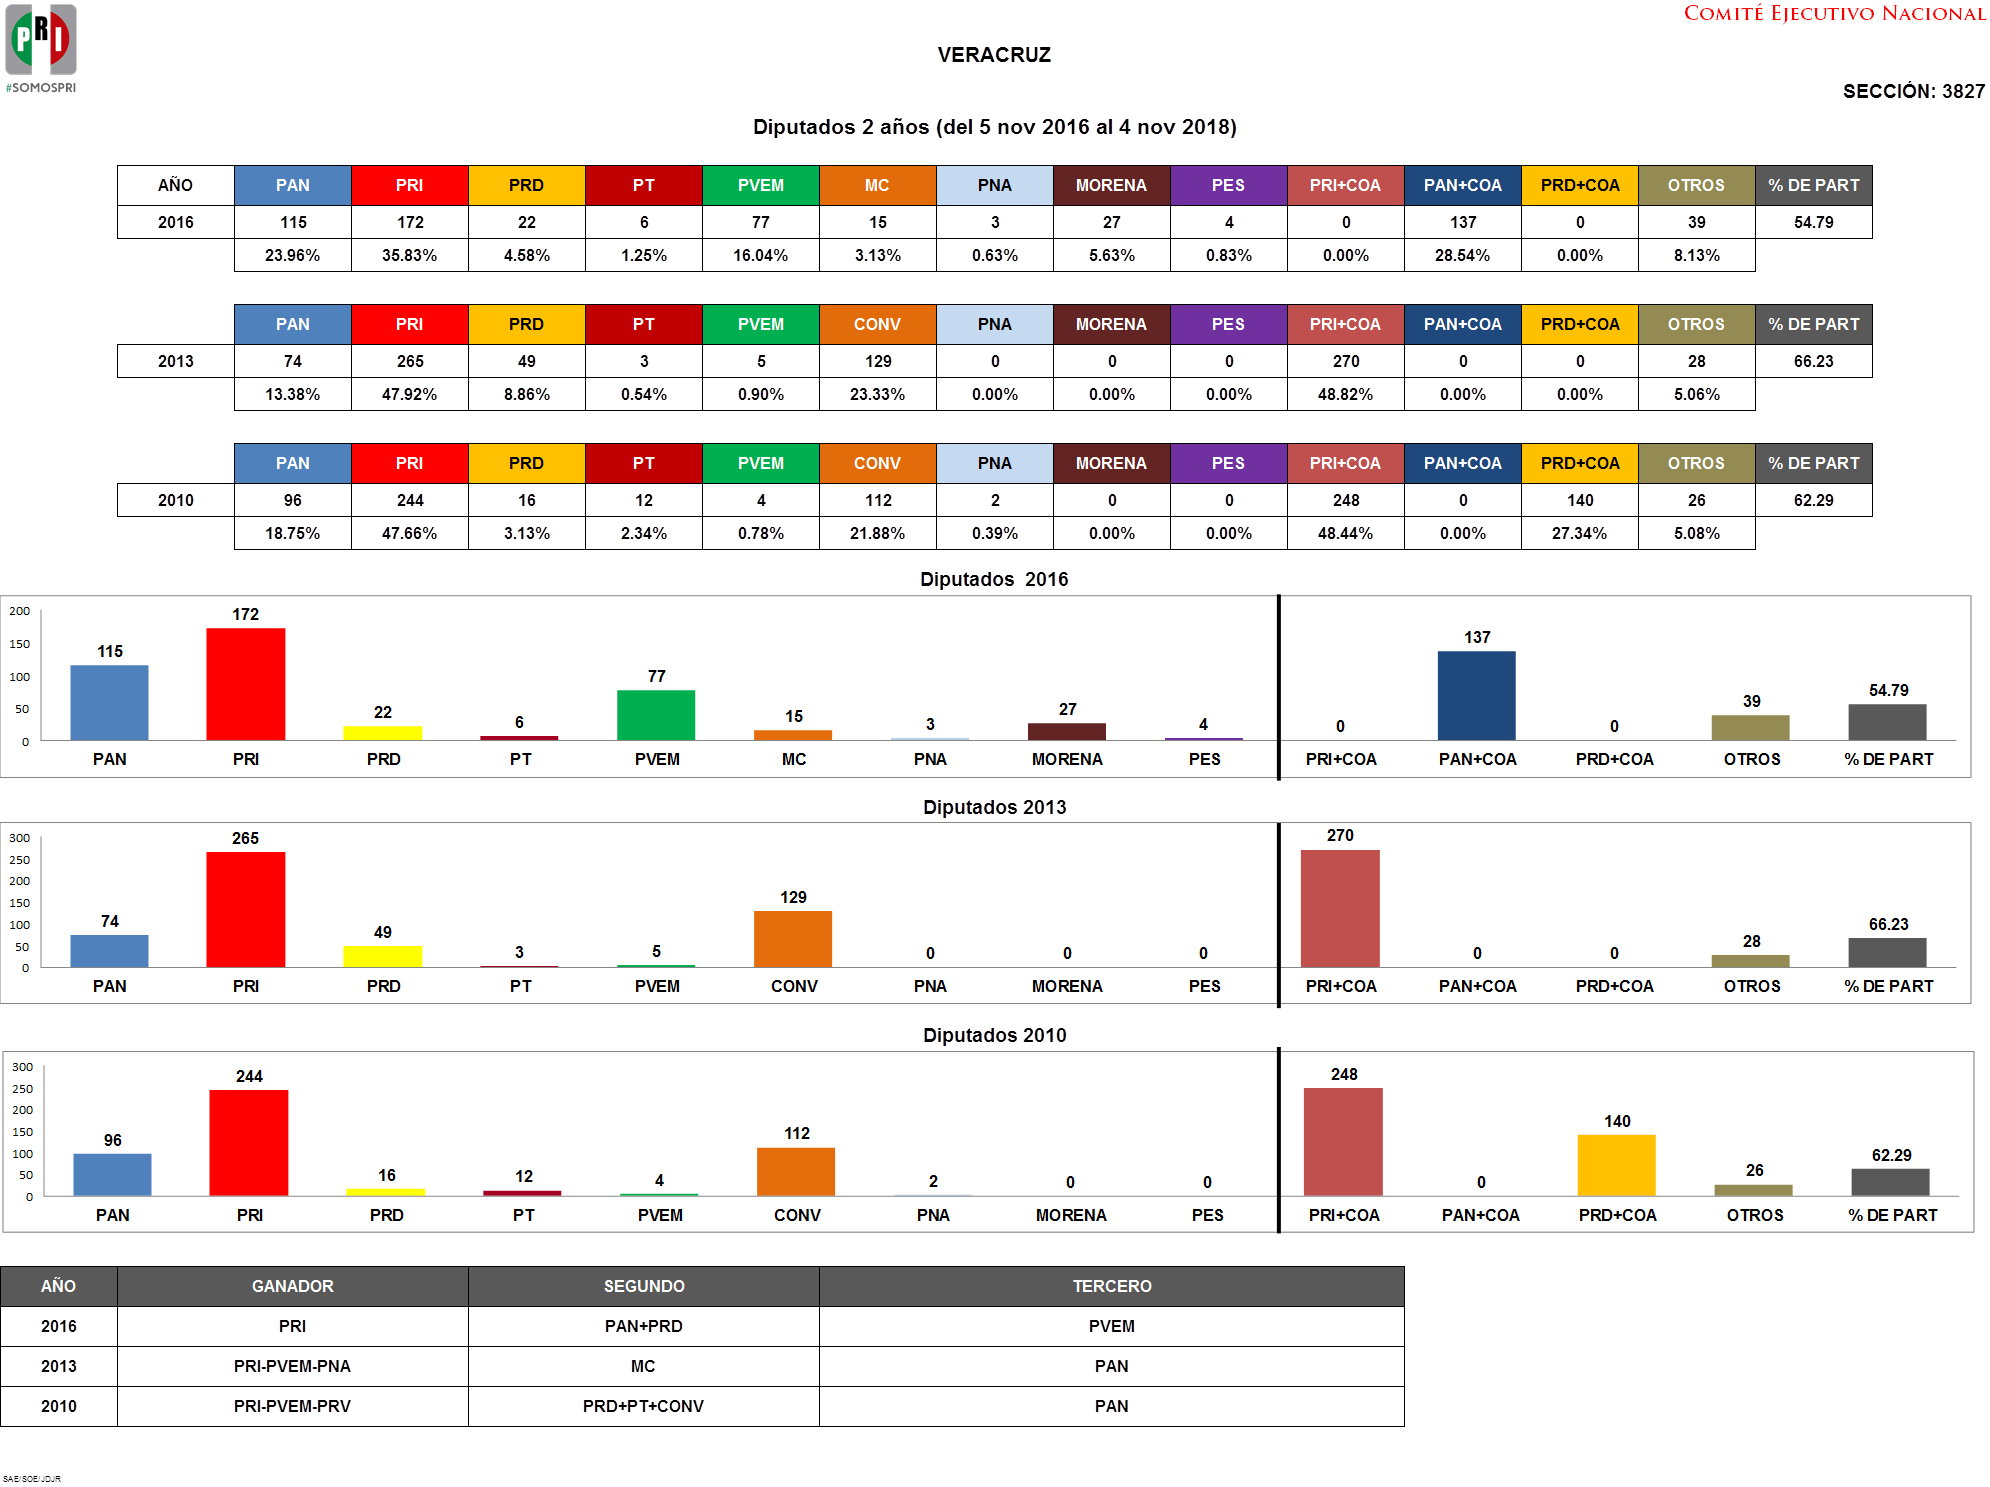 PRI
#SOMOSPRI
COMITÉ EJECUTIVO NACIONAL
VERACRUZ
SECCIÓN: 3827
Diputados 2 años (del 5 nov 2016 al 4 nov 2018)
AÑO PAN PRI PRD PT PVEM MC PNA MORENA PES PRI+COA PAN+COA PRD+COA OTROS % DE PART
2016 115 172 22 6 77 15 3 27 4 0 137 0 39 54.79
23.96% 35.83% 4.58% 1.25% 16.04% 3.13% 0.63% 5.63% 0.83% 0.00% 28.54% 0.00% 8.13%
PAN PRI PRD PT PVEM CONV PNA MORENA PES PRI+COA PAN+COA PRD+COA OTROS % DE PART
2013 74 265 49 3 5 129 0 0 0 270 0 0 28 66.23
13.38% 47.92% 8.86% 0.54% 0.90% 23.33% 0.00% 0.00% 0.00% 48.82% 0.00% 0.00% 5.06%
PAN PRI PRD PT PVEM CONV PNA MORENA PES PRI+COA PAN+COA PRD+COA OTROS % DE PART
2010 96 244 16 12 4 112 2 0 0 248 0 140 26 62.29
18.75% 47.66% 3.13% 2.34% 0.78% 21.88% 0.39% 0.00% 0.00% 48.44% 0.00% 27.34% 5.08%
Diputados 2016
200
150
100
50
0
115 172 22 6 77 15 3 27 4 0 137 0 39 54.79
PAN PRI PRD PT PVEM MC PNA MORENA PES PRI+COA PAN+COA PRD+COA OTROS % DE PART
Diputados 2013
300
250
200
150
100
50
0
74 265 49 3 5 129 0 0 0 270 0 0 28 66.23
PAN PRI PRD PT PVEM CONV PNA MORENA PES PRI+COA PAN+COA PRD+COA OTROS % DE PART
Diputados 2010
300
250
200
150
100
50
0
96 244 16 12 4 112 2 0 0 248 0 140 26 62.29
PAN PRI PRD PT PVEM CONV PNA MORENA PES PRI+COA PAN+COA PRD+COA OTROS % DE PART
AÑO GANADOR SEGUNDO TERCERO
2016 PRI PAN+PRD PVEM
2013 PRI-PVEM-PNA MC PAN
2010 PRI-PVEM-PRV PRD+PT+CONV PAN
SAE/SOE/JDJR